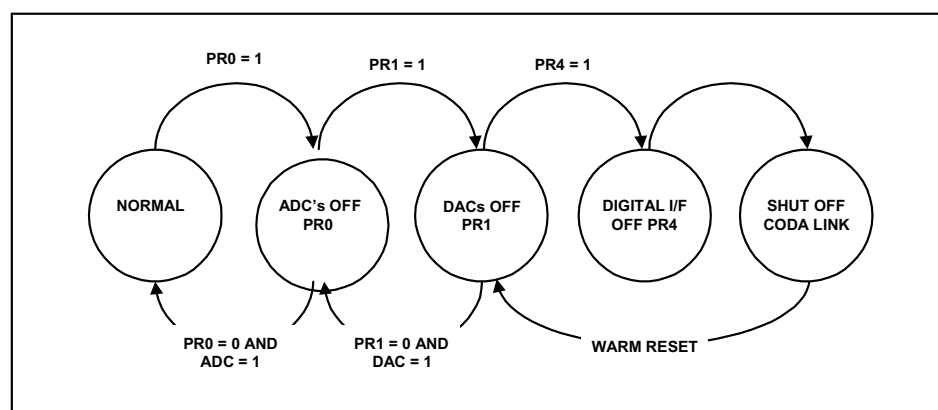 PR0 = 1
PR1 = 1
PR4 = 1
NORMAL
ADC's OFF
PR0
DACs OFF
PR1
DIGITAL I/F
OFF PR4
SHUT OFF
CODA LINK
PR0 = 0 AND
ADC = 1
PR1 = 0 AND
DAC = 1
WARM RESET